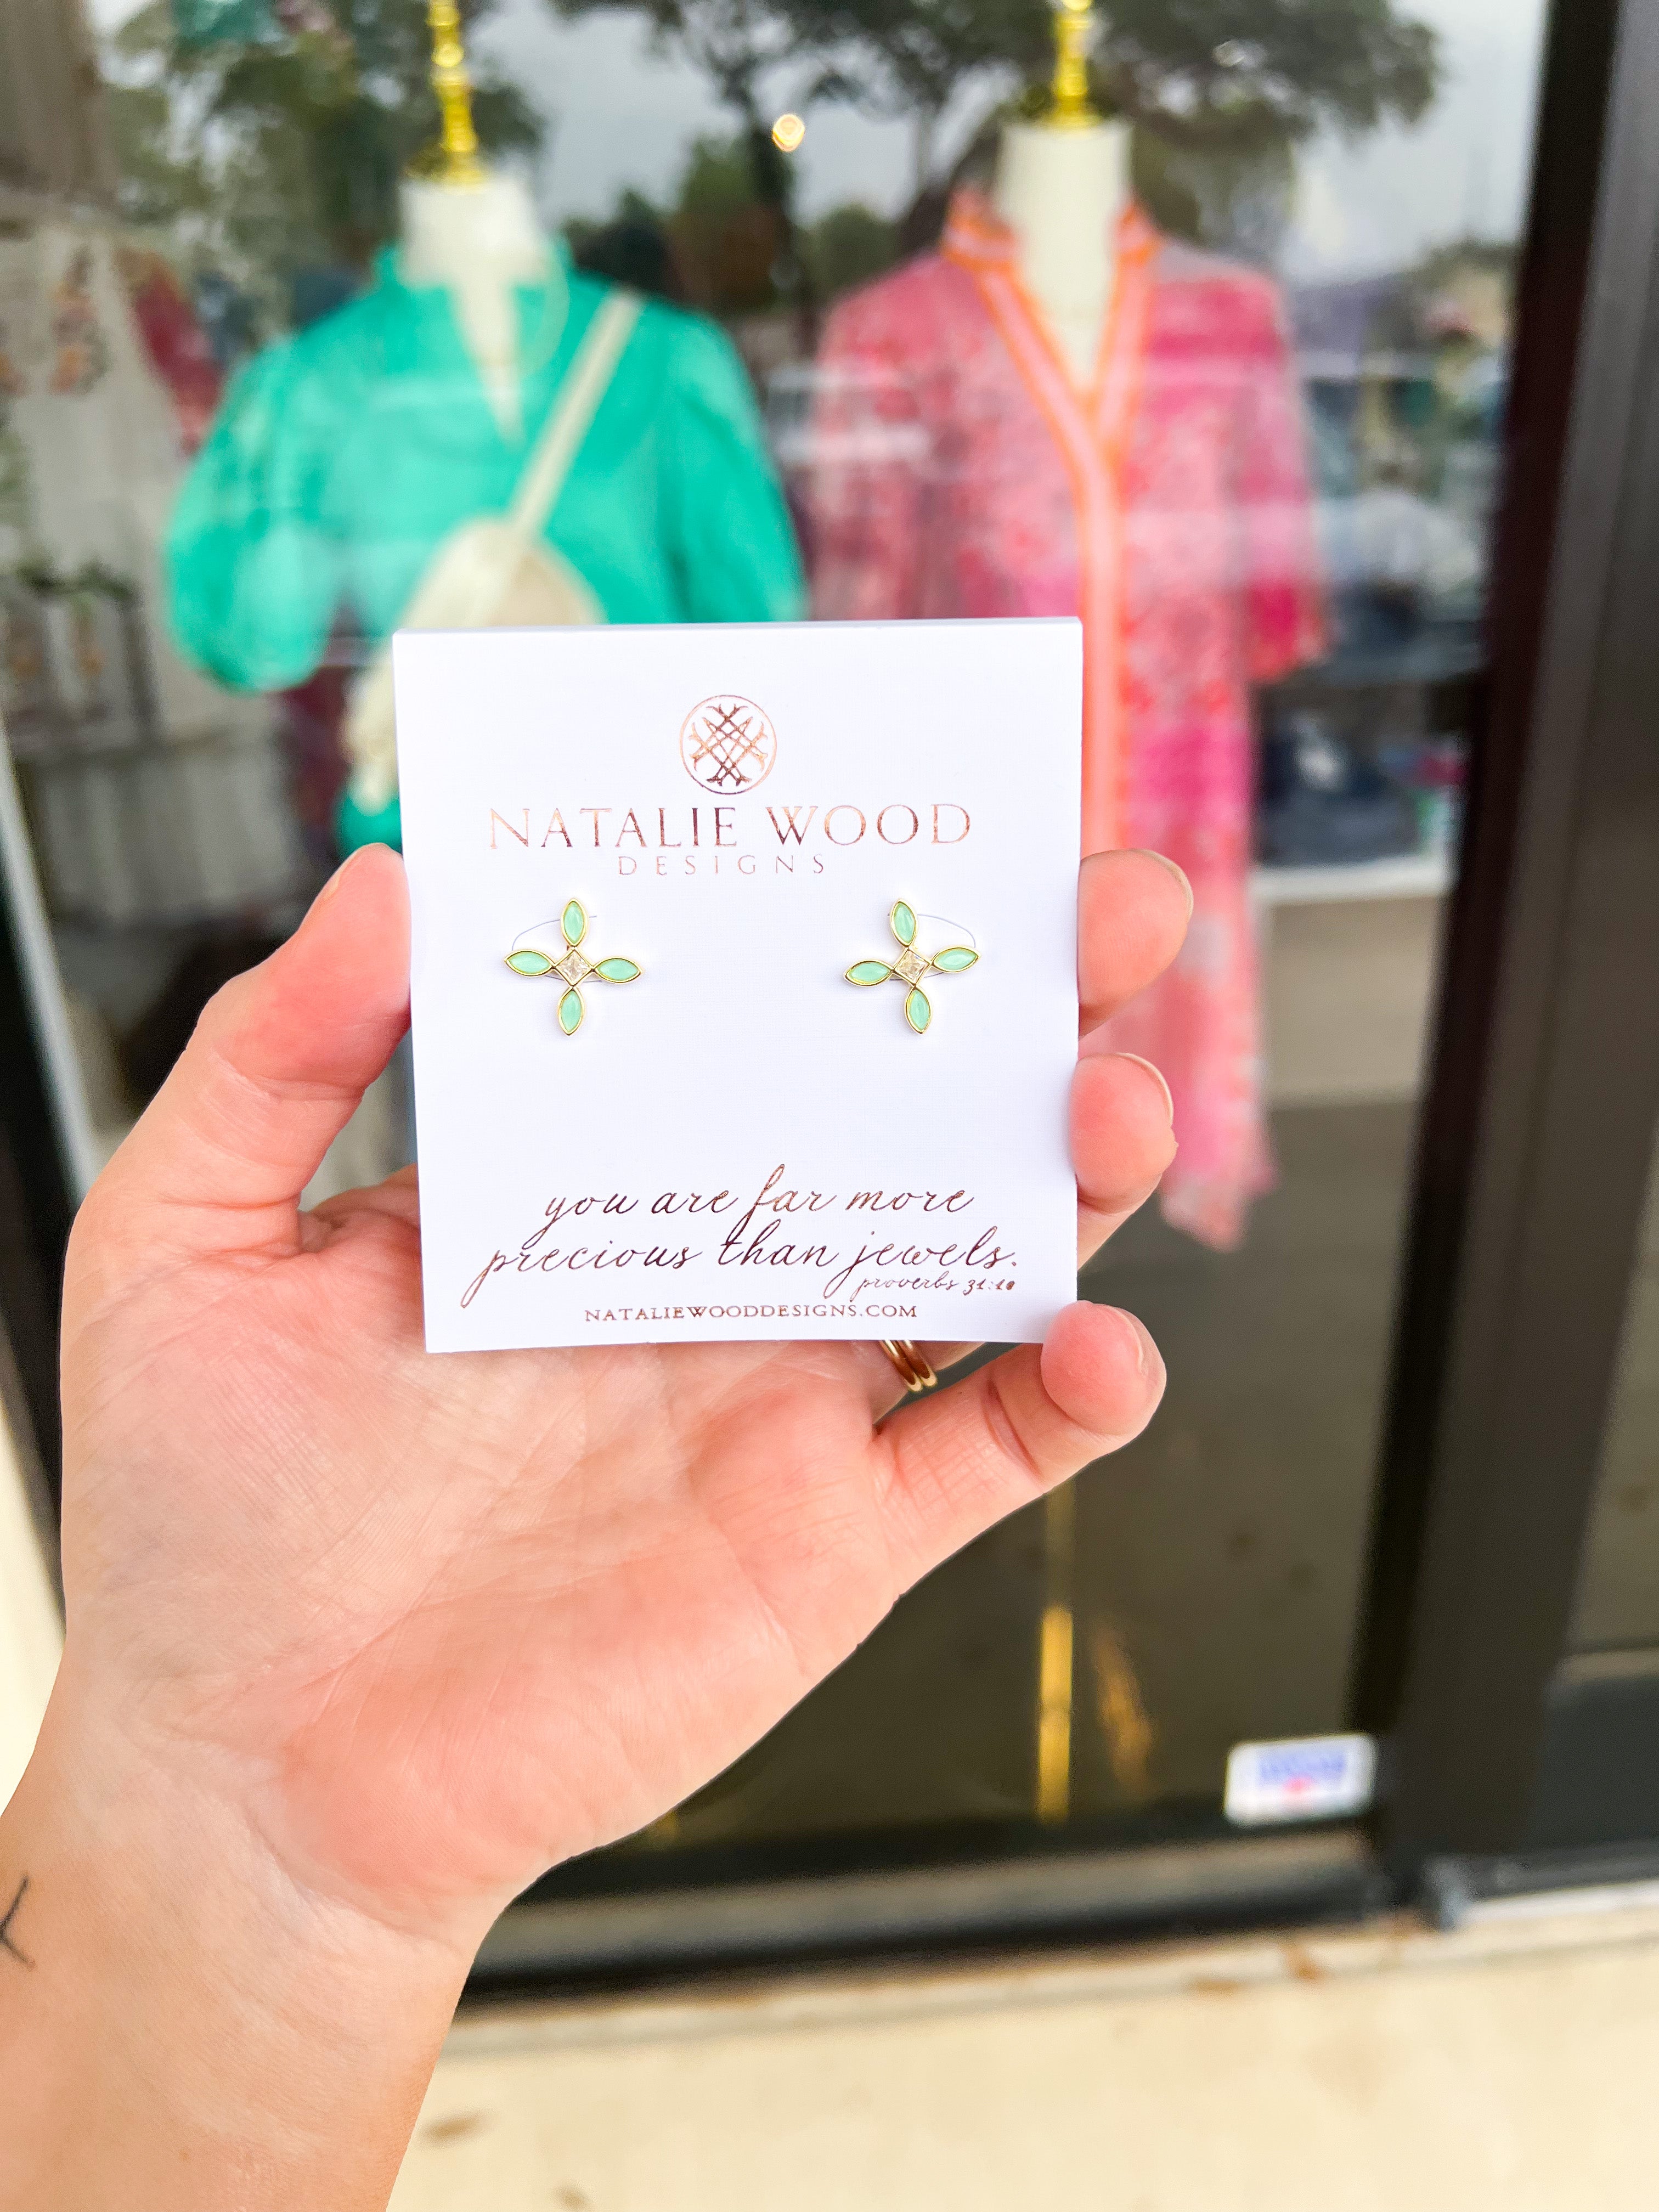 NATALIE WOOD
DESIGNS
you are far more
precious than jewels.
proverbs 31:10
NATALIEWOODDESIGNS.COM